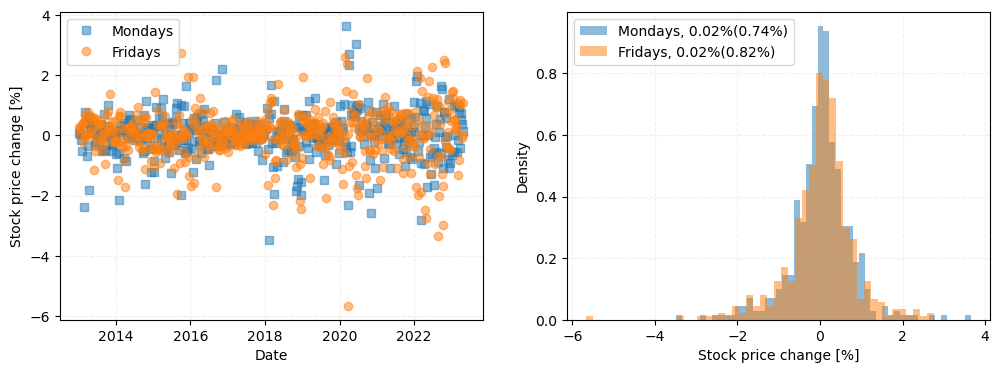 4
2
0
−2
−4
−6
Stock price change [%]
Mondays
Fridays
2014
2016
2018
2020
2022
Date
0.8
0.6
0.4
0.2
0.0
Density
Mondays, 0.02%(0.74%)
Fridays, 0.02%(0.82%)
−6
−4
−2
0
2
4
Stock price change [%]